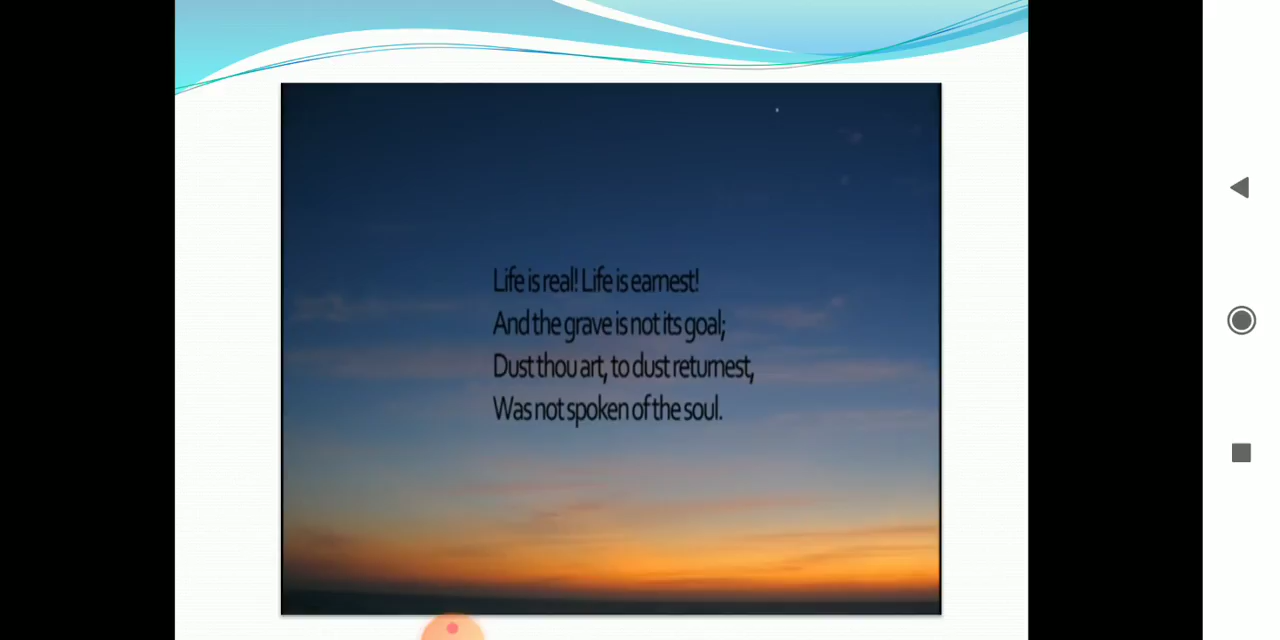 Life is real! Life is earnest!
And the grave is not its goal;
Dust thou art, to dust returnest,
Was not spoken of the soul.